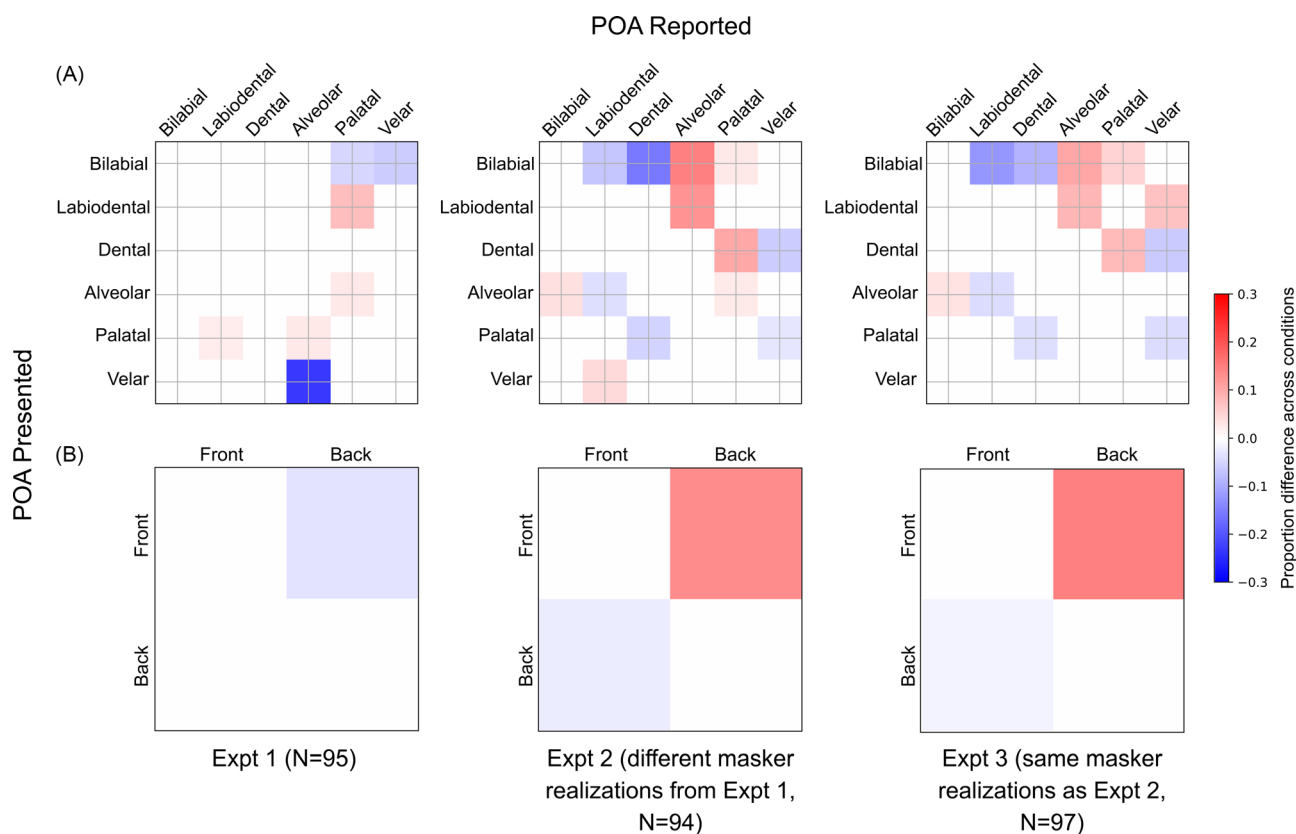 POA Reported
(A)
Bilabial Labiodental Dental Alveolar Palatal Velar
Bilabial
Labiodental
Dental
Alveolar
Palatal
Velar
Bilabial Labiodental Dental Alveolar Palatal Velar
Bilabial
Labiodental
Dental
Alveolar
Palatal
Velar
Bilabial Labiodental Dental Alveolar Palatal Velar
Bilabial
Labiodental
Dental
Alveolar
Palatal
Velar
POA Presented
0.3
0.2
0.1
0.0
−0.1
−0.2
−0.3
Proportion difference across conditions
(B)
Front Back
Front
Back
Front Back
Front
Back
Front Back
Front
Back
Expt 1 (N=95)
Expt 2 (different masker
realizations from Expt 1,
N=94)
Expt 3 (same masker
realizations as Expt 2,
N=97)